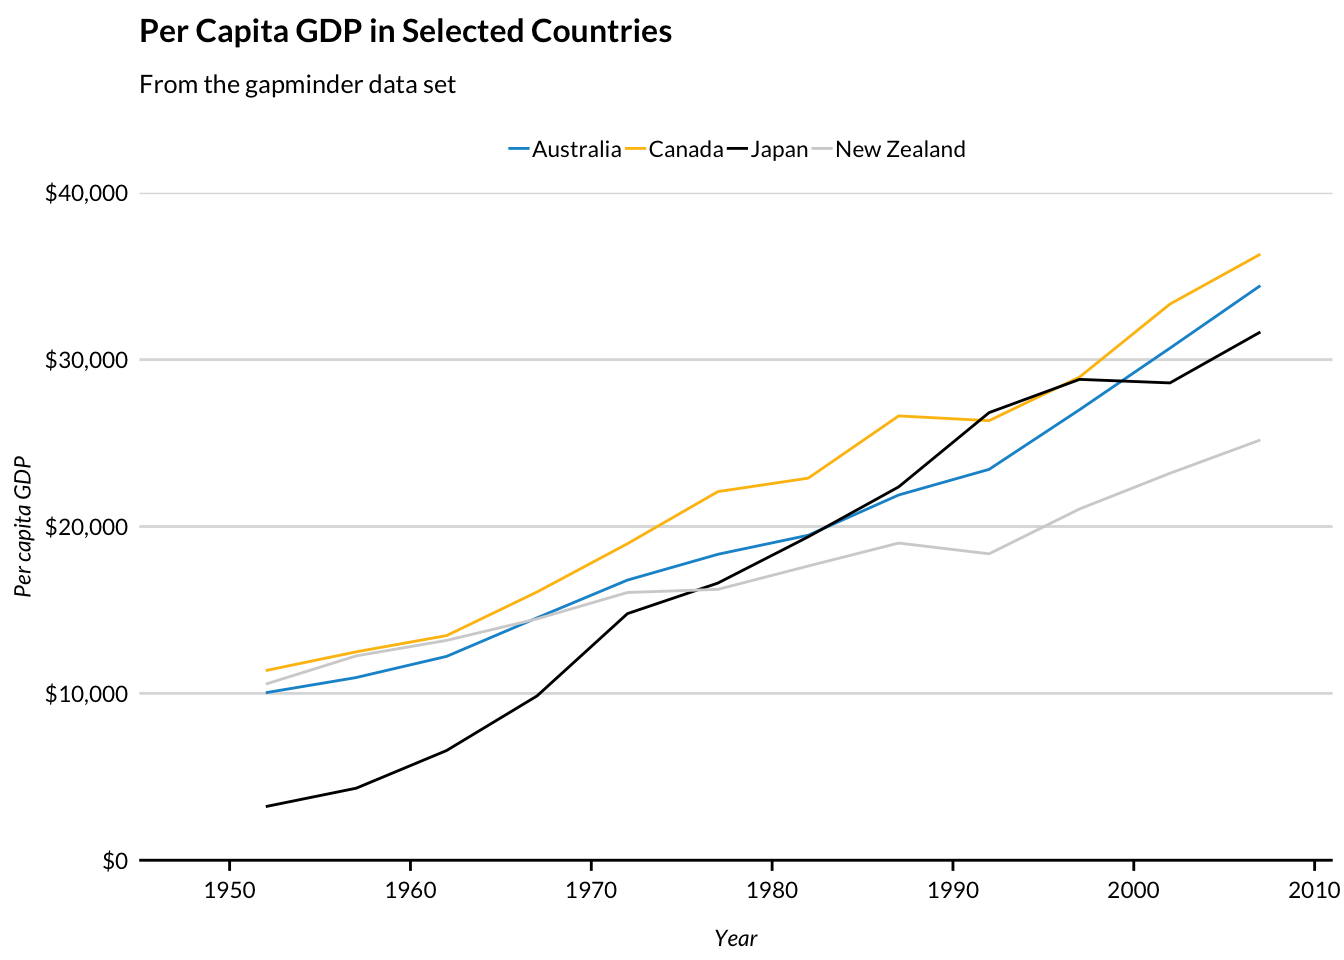 Per Capita GDP in Selected Countries
From the gapminder data set
Australia Canada Japan New Zealand
$40,000
$30,000
$20,000
$10,000
$0
Per capita GDP
1950 1960 1970 1980 1990 2000 2010
Year